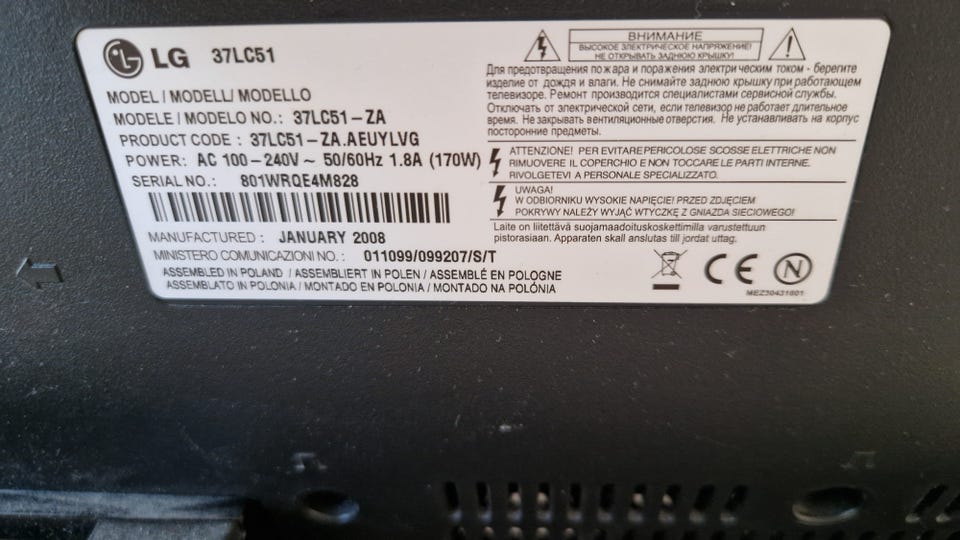 LG 37LC51
MODEL / MODELL/ MODELLO
MODELE / MODELO NO.: 37LC51-ZA
PRODUCT CODE : 37LC51-ZA.AEUYLVG
POWER: AC 100-240V ~ 50/60Hz 1.8A (170W)
SERIAL NO.: 801WRQE4M828
MANUFACTURED : JANUARY 2008
MINISTERO COMUNICAZIONI NO. : 011099/099207/S/T
ASSEMBLED IN POLAND / ASSEMBLIERT IN POLEN / ASSEMBLÉ EN POLOGNE
ASSEMBLATO IN POLONIA / MONTADO EN POLONIA / MONTADO NA POLÓNIA
ВНИМАНИЕ
ВЫСОКОЕ ЭЛЕКТРИЧЕСКОЕ НАПРЯЖЕНИЕ!
НЕ ОТКРЫВАТЬ ЗАДНЮЮ КРЫШКУ!
Для предотвращения пожара и поражения электрическим током - берегите
изделие от дождя и влаги. Не снимайте заднюю крышку при работающем
телевизоре. Ремонт производится специалистами сервисной службы.
Отключать от электрической сети, если телевизор не работает длительное
время. Не закрывать вентиляционные отверстия. Не ставить на корпус
посторонние предметы.
ATTENZIONE! PER EVITARE PERICOLOSE SCOSSE ELETTRICHE NON
RIMUOVERE IL COPERCHIO E NON TOCCARE LE PARTI INTERNE.
RIVOLGETEVI A PERSONALE SPECIALIZZATO.
UWAGA!
W ODBIORNIKU WYSOKIE NAPIĘCIE! PRZED ZDJĘCIEM
POKRYWY NALEŻY WYJĄĆ WTYCZKĘ Z GNIAZDA SIECIOWEGO!
Laite on liitettävä suojamaadoituskoskettimilla varustettuun
pistorasiaan. Apparaten skall anslutas till jordat uttag.
CE N
MEZ30431601